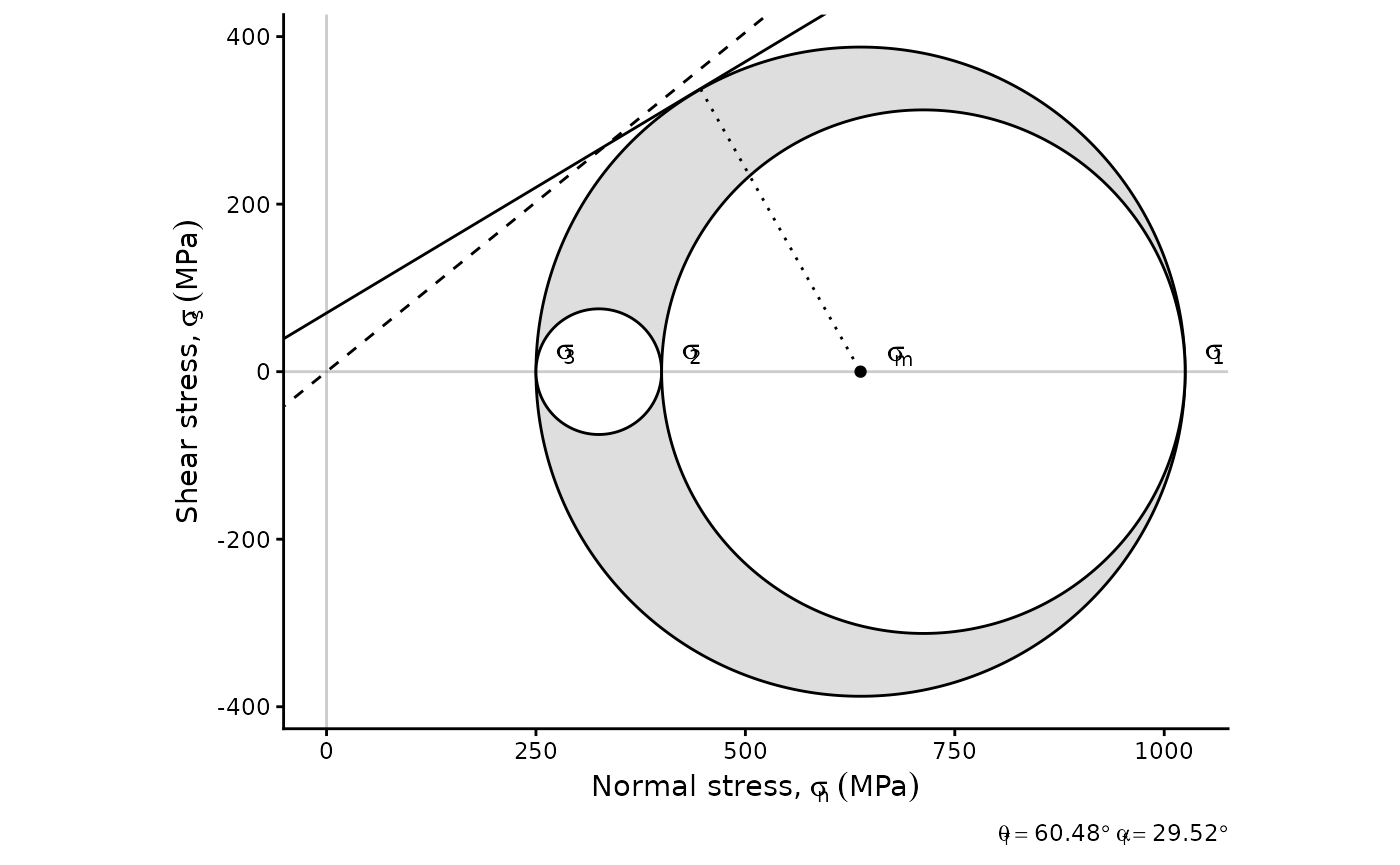 400
200
0
-200
-400
Shear stress, σs (MPa)
σ3
σ2
σm
σ1
0
250
500
750
1000
Normal stress, σn (MPa)
θf = 60.48° αf = 29.52°